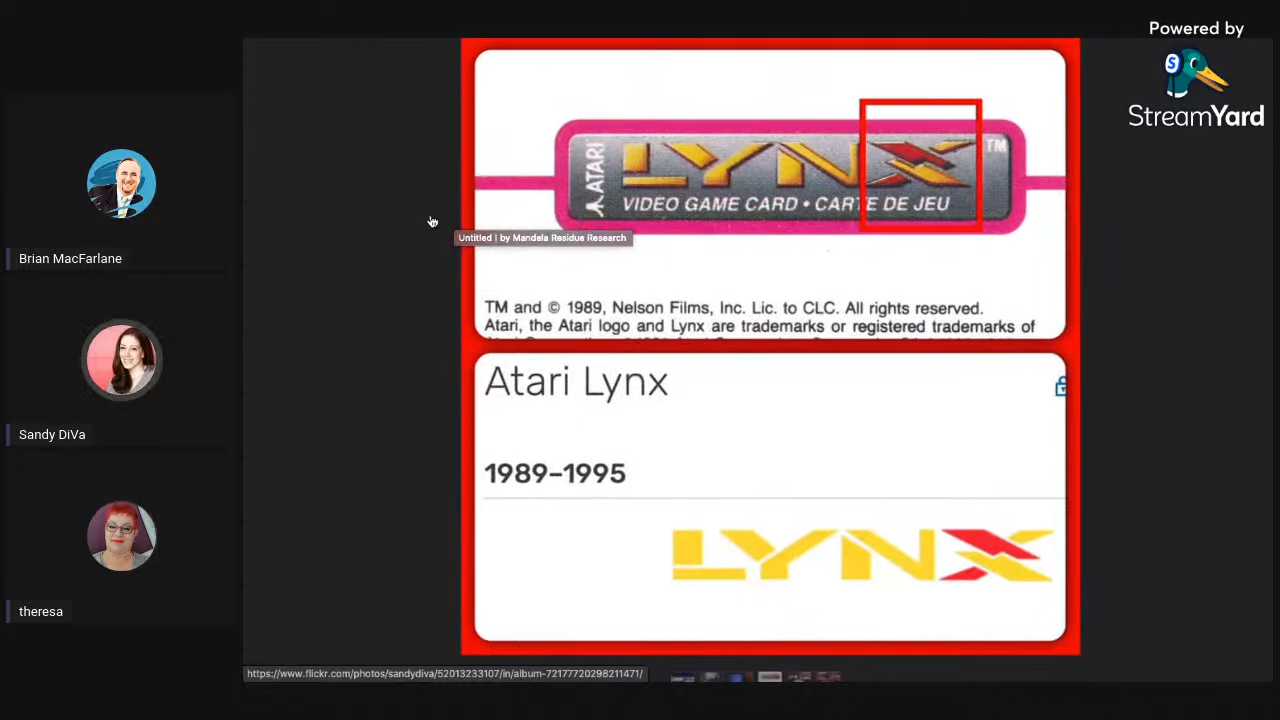 Powered by
S
StreamYard
Brian MacFarlane
Sandy DiVa
theresa
ATARI
LYNX
TM
VIDEO GAME CARD • CARTE DE JEU
Untitled | by Mandela Residue Research
TM and © 1989, Nelson Films, Inc. Lic. to CLC. All rights reserved.
Atari, the Atari logo and Lynx are trademarks or registered trademarks of
Atari Lynx
1989–1995
LYNX
https://www.flickr.com/photos/sandydiva/52013233107/in/album-72177720298211471/